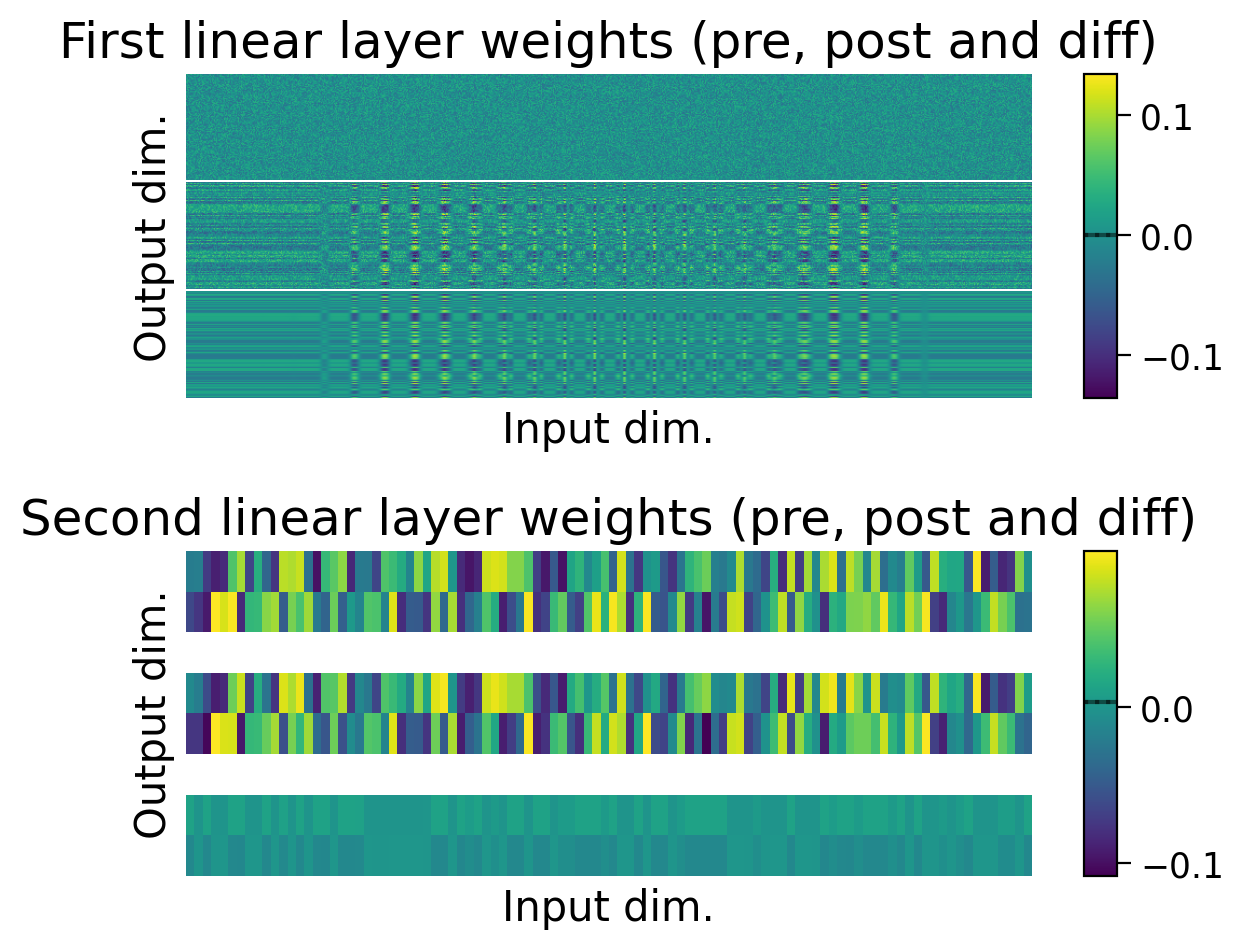 First linear layer weights (pre, post and diff)
Output dim.
0.1
0.0
−0.1
Input dim.
Second linear layer weights (pre, post and diff)
Output dim.
0.0
−0.1
Input dim.